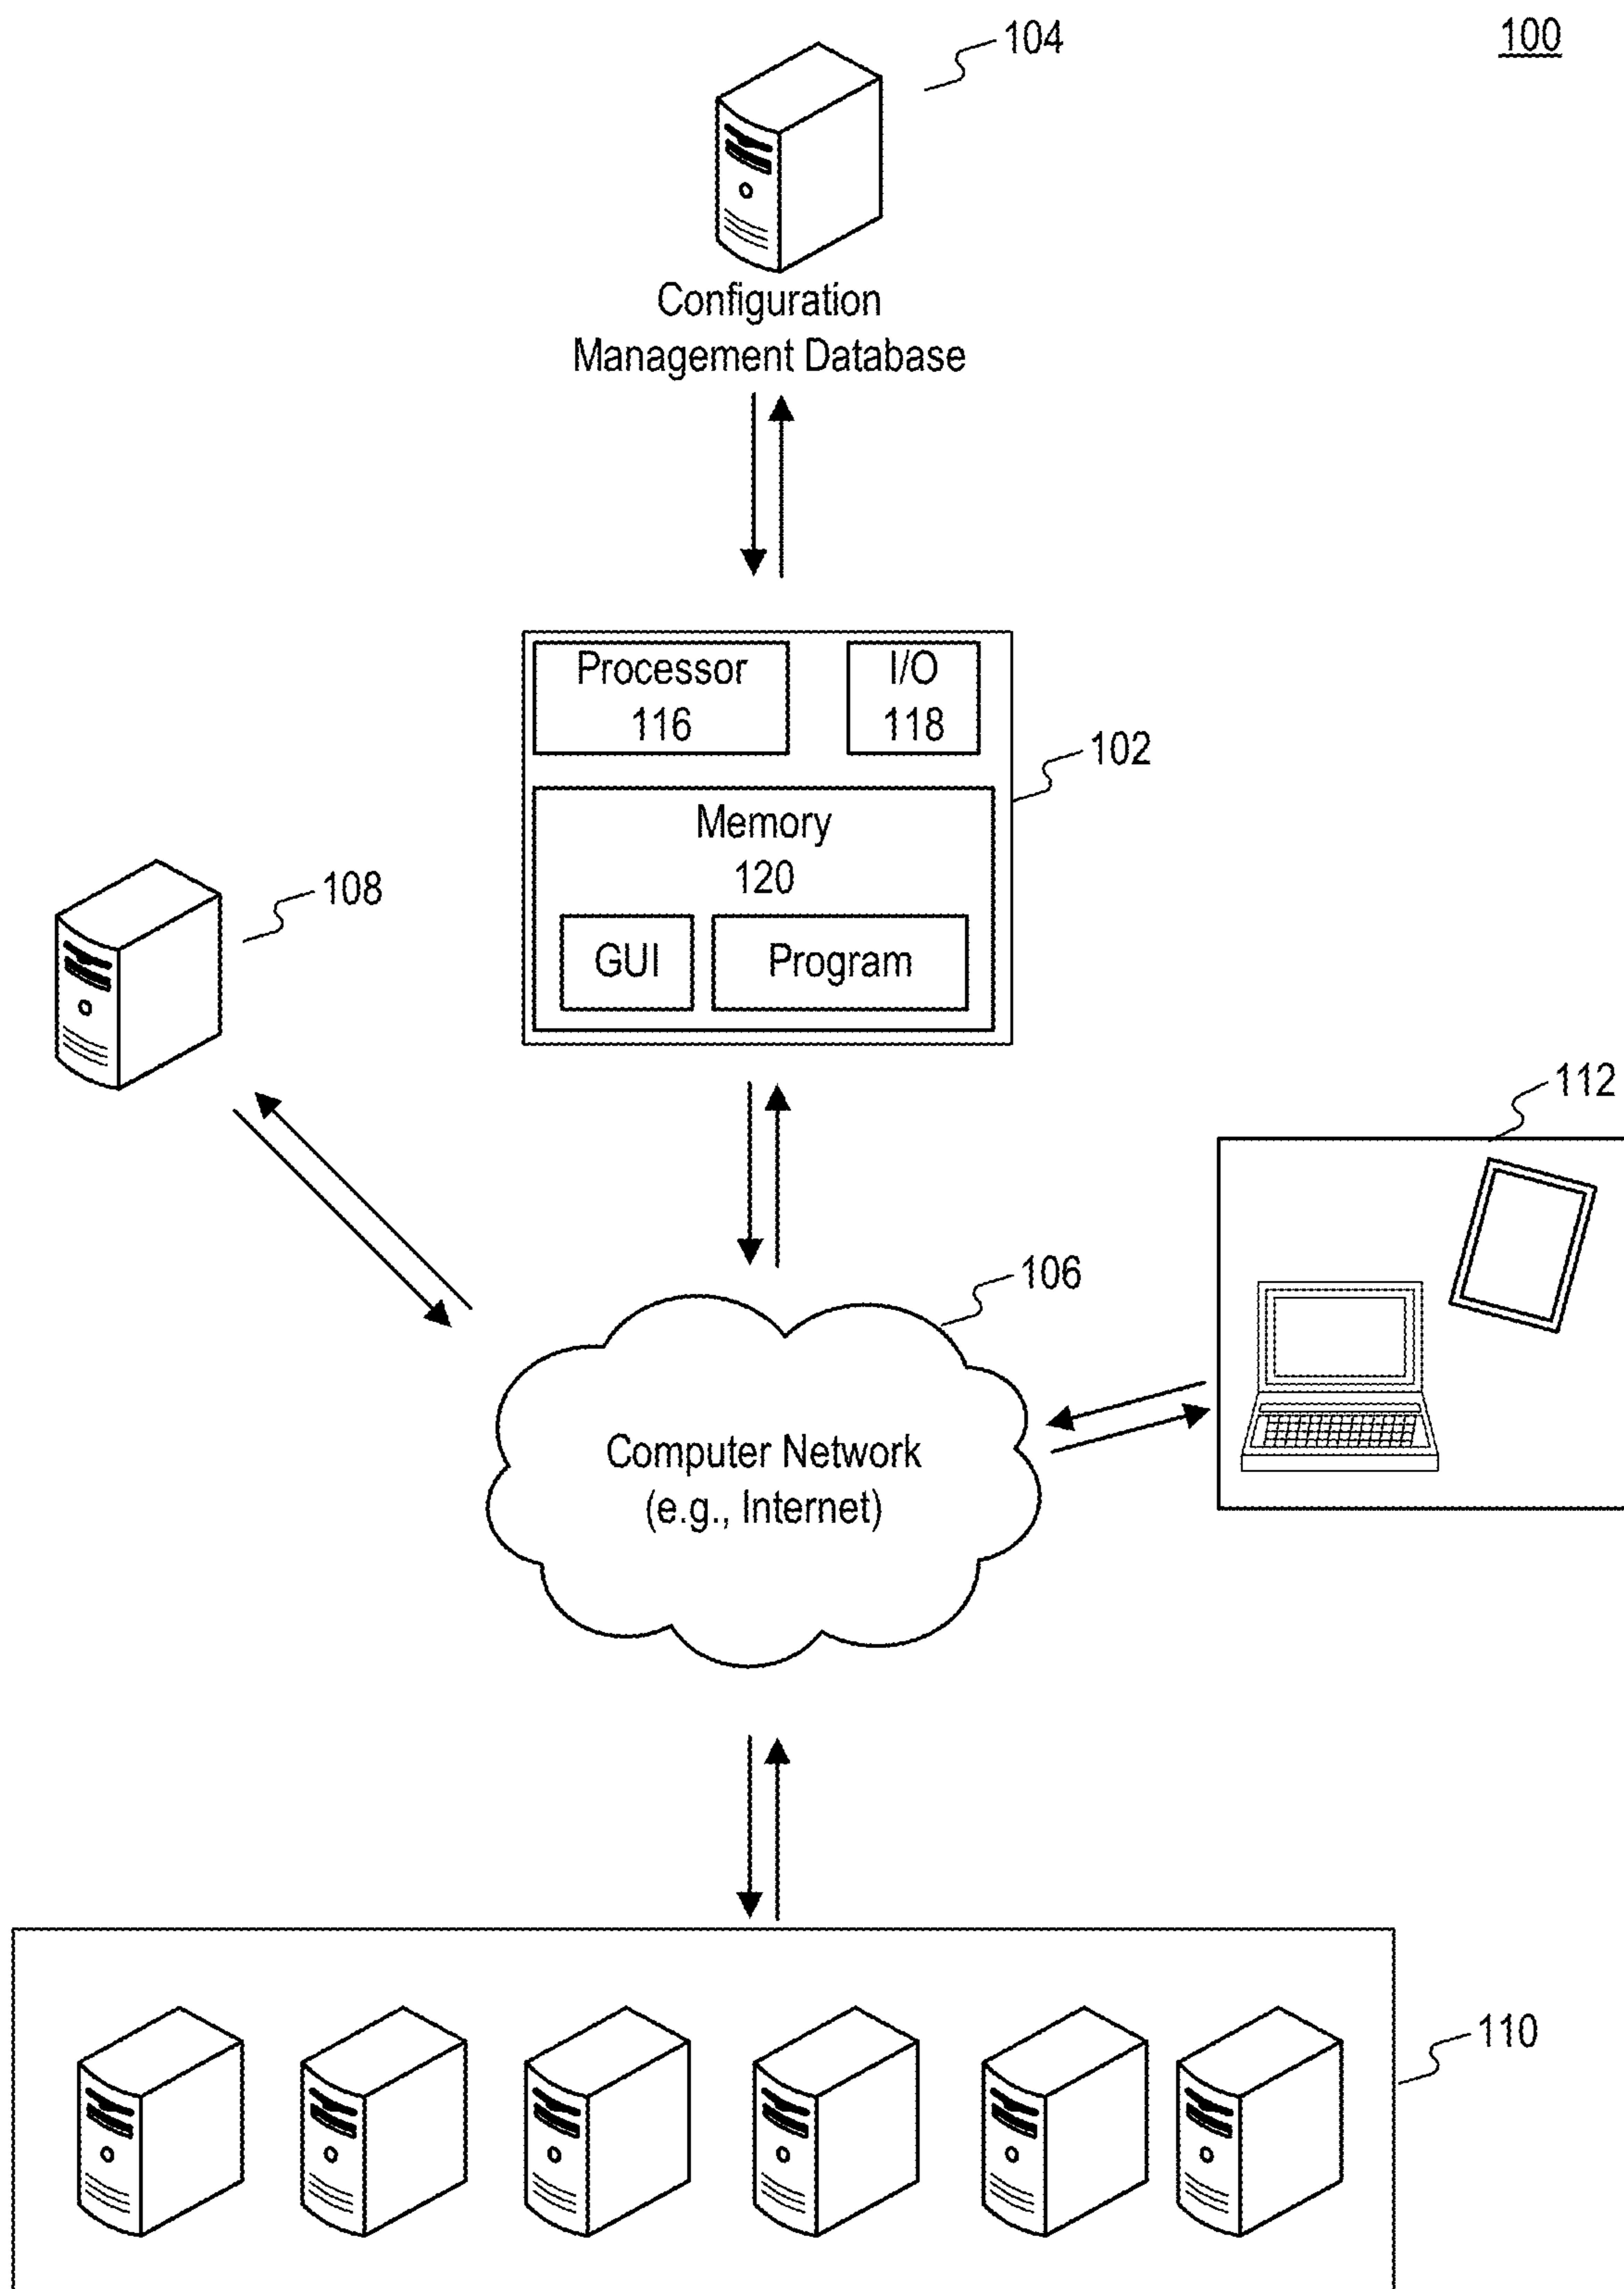 100
104
Configuration
Management Database
Processor
116
I/O
118
102
Memory
120
GUI
Program
108
112
106
Computer Network
(e.g., Internet)
110